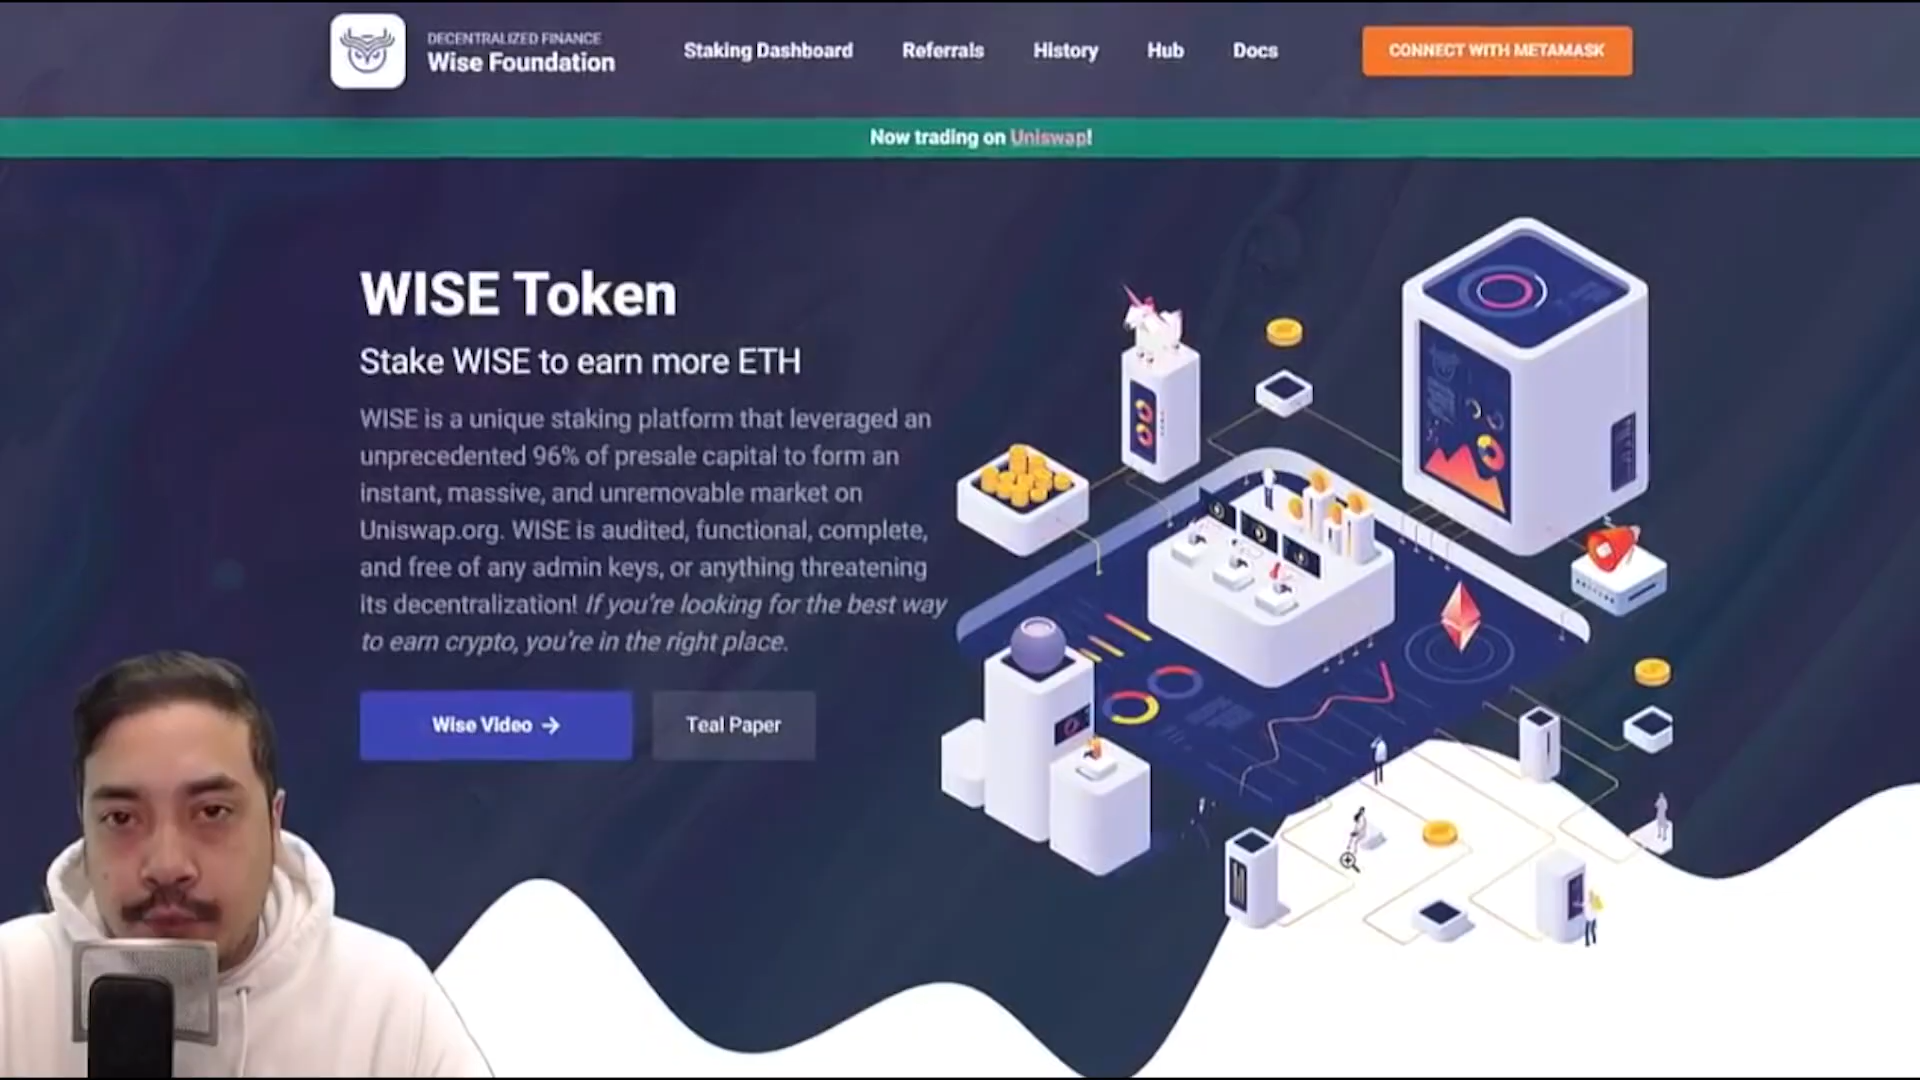 DECENTRALIZED FINANCE
Wise Foundation
Staking Dashboard
Referrals
History
Hub
Docs
CONNECT WITH METAMASK
Now trading on Uniswap!
WISE Token
Stake WISE to earn more ETH
WISE is a unique staking platform that leveraged an
unprecedented 96% of presale capital to form an
instant, massive, and unremovable market on
Uniswap.org. WISE is audited, functional, complete,
and free of any admin keys, or anything threatening
its decentralization! If you're looking for the best way
to earn crypto, you're in the right place.
Wise Video →
Teal Paper